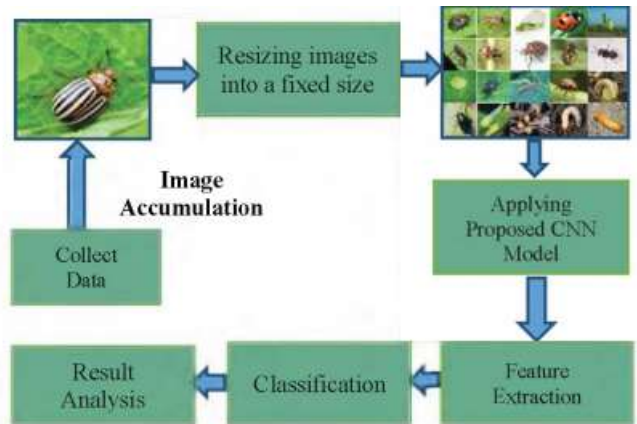 Resizing images
into a fixed size
Image
Accumulation
Collect
Data
Applying
Proposed CNN
Model
Feature
Extraction
Classification
Result
Analysis